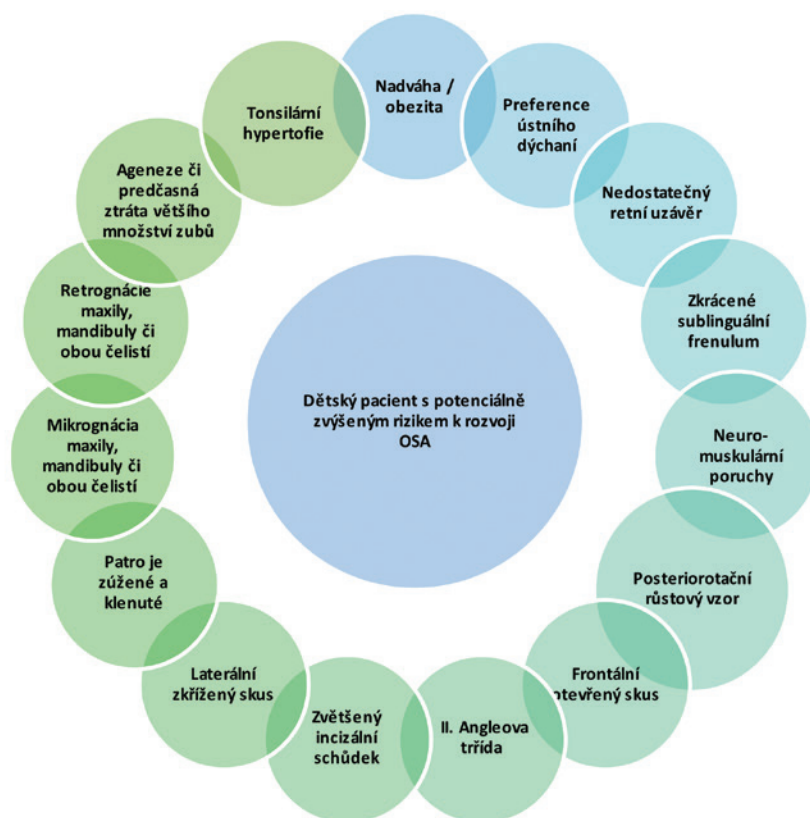 Nadváha /
obezita
Preference
ústního
dýchaní
Nedostatečný
retní uzávěr
Zkrácené
sublinguální
frenulum
Neuro-
muskulární
poruchy
Posteriorotační
růstový vzor
Frontální
otevřený skus
II. Angleova
třída
Zvětšený
incizální
schůdek
Laterální
zkřížený skus
Patro je
zúžené a
klenuté
Mikrognácia
maxily,
mandibuly či
obou čelistí
Retrognácie
maxily,
mandibuly či
obou čelistí
Ageneze či
predčasná
ztráta většího
množství zubů
Tonsilární
hypertofie
Dětský pacient s potenciálně
zvýšeným rizikem k rozvoji
OSA